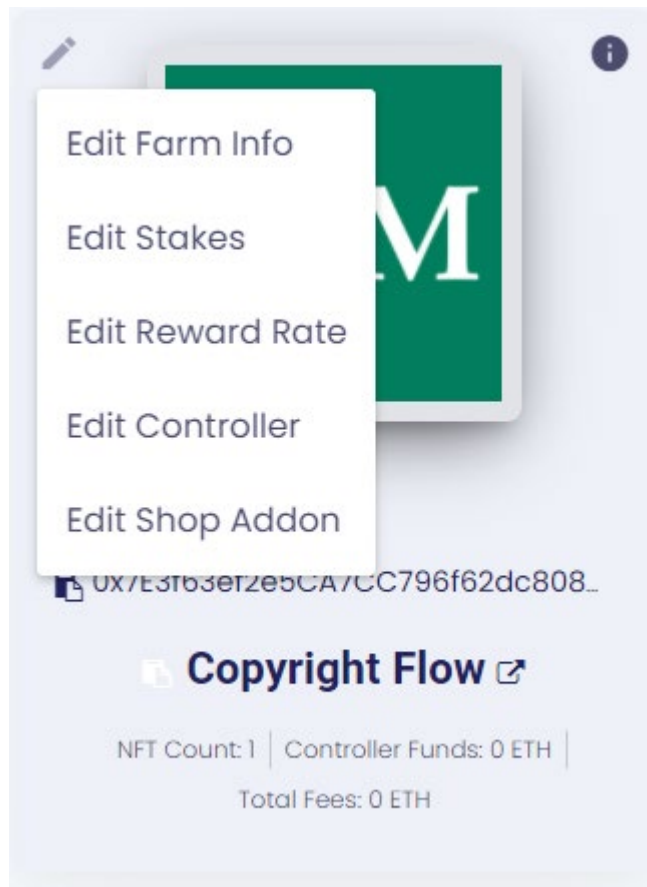 Edit Farm Info
Edit Stakes
M
Edit Reward Rate
Edit Controller
Edit Shop Addon
0x7E3f63ef2e5CA7CC796f62dc808...
Copyright Flow
NFT Count: 1 | Controller Funds: 0 ETH |
Total Fees: 0 ETH